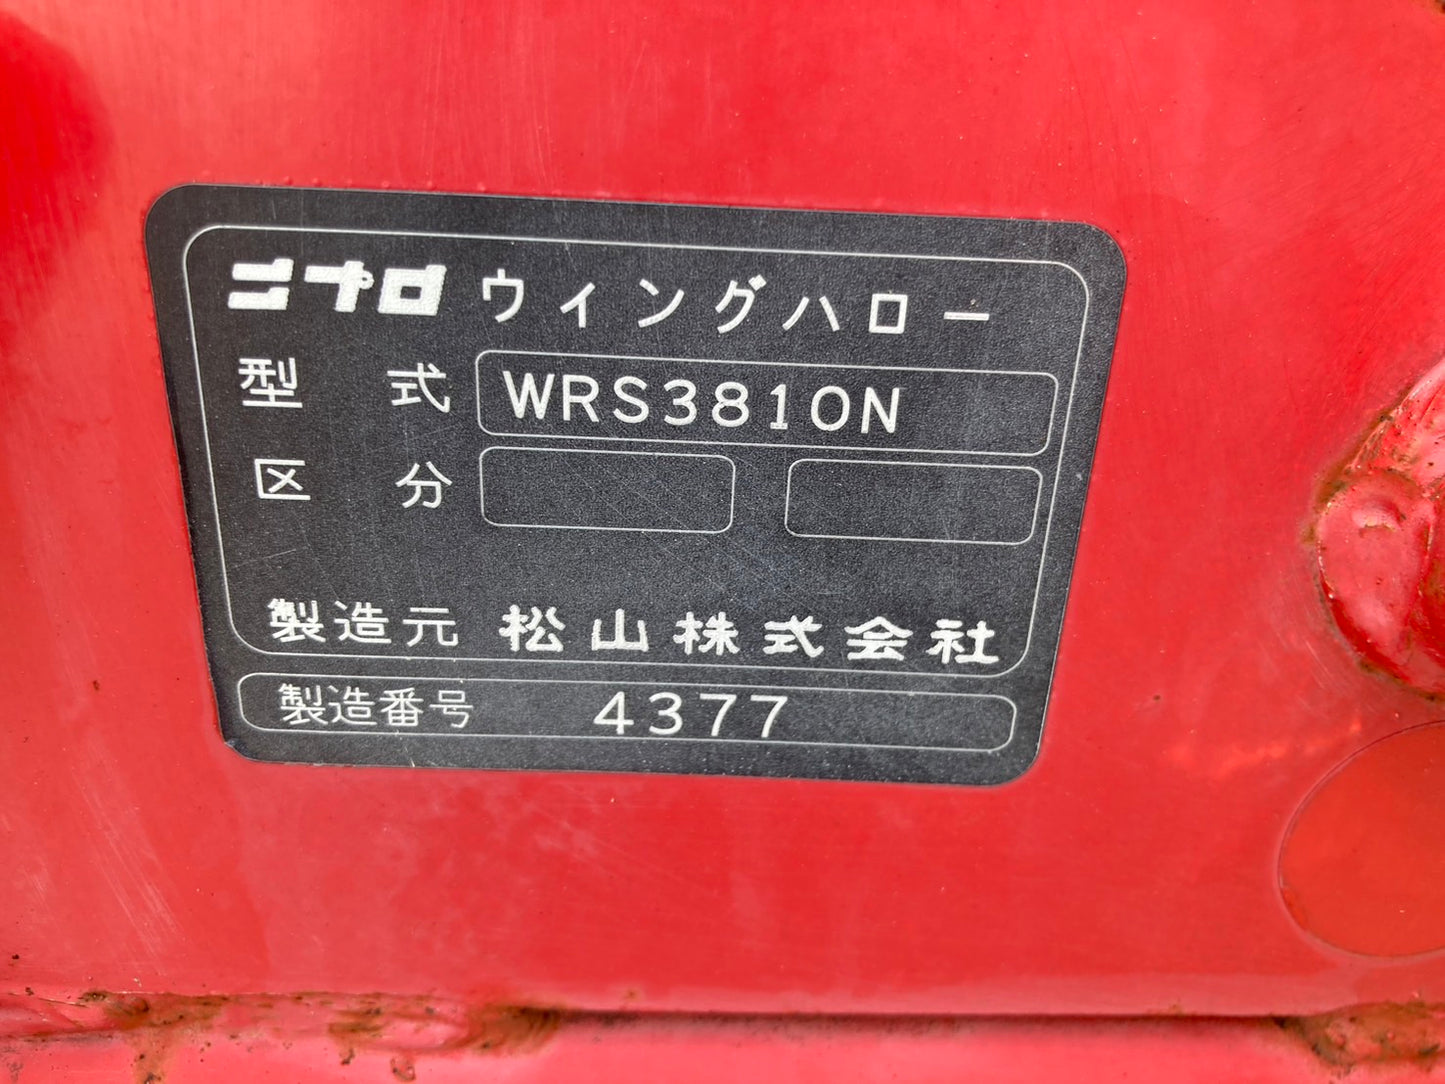 ニプロ ウイングハロー
型式 WRS3810N
区分
製造元 松山株式会社
製造番号 4377